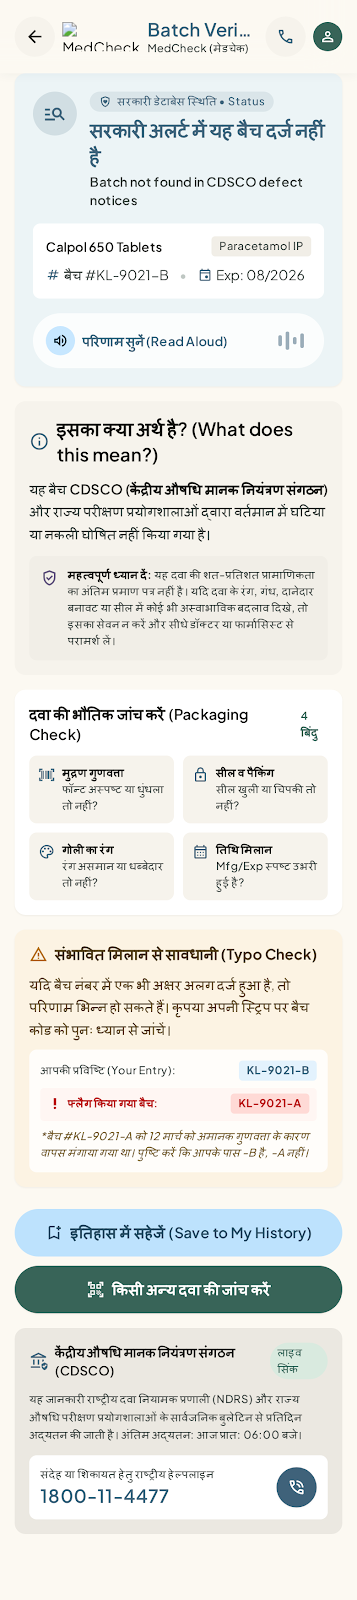 MedCheck
Batch Veri...
MedCheck (मेडचेक)
सरकारी डेटाबेस स्थिति • Status
सरकारी अलर्ट में यह बैच दर्ज नहीं
है
Batch not found in CDSCO defect
notices
Calpol 650 Tablets
Paracetamol IP
# बैच #KL-9021-B
Exp: 08/2026
परिणाम सुनें (Read Aloud)
इसका क्या अर्थ है? (What does
this mean?)
यह बैच CDSCO (केंद्रीय औषधि मानक नियंत्रण संगठन)
और राज्य परीक्षण प्रयोगशालाओं द्वारा वर्तमान में घटिया
या नकली घोषित नहीं किया गया है।
महत्वपूर्ण ध्यान दें: यह दवा की शत-प्रतिशत प्रामाणिकता
का अंतिम प्रमाण पत्र नहीं है। यदि दवा के रंग, गंध, दानेदार
बनावट या सील में कोई भी अस्वाभाविक बदलाव दिखे, तो
इसका सेवन न करें और सीधे डॉक्टर या फार्मासिस्ट से
परामर्श लें।
दवा की भौतिक जांच करें (Packaging
Check)
4
बिंदु
मुद्रण गुणवत्ता
फॉन्ट अस्पष्ट या धुंधला
तो नहीं?
सील व पैकिंग
सील खुली या चिपकी तो
नहीं?
गोली का रंग
रंग असमान या धब्बेदार
तो नहीं?
तिथि मिलान
Mfg/Exp स्पष्ट उभरी
हुई है?
संभावित मिलान से सावधानी (Typo Check)
यदि बैच नंबर में एक भी अक्षर अलग दर्ज हुआ है, तो
परिणाम भिन्न हो सकते हैं। कृपया अपनी स्ट्रिप पर बैच
कोड को पुनः ध्यान से जांचें।
आपकी प्रविष्टि (Your Entry):
KL-9021-B
फ्लैग किया गया बैच:
KL-9021-A
*बैच #KL-9021-A को 12 मार्च को अमानक गुणवत्ता के कारण
वापस मंगाया गया था। पुष्टि करें कि आपके पास -B है, -A नहीं।
इतिहास में सहेजें (Save to My History)
किसी अन्य दवा की जांच करें
केंद्रीय औषधि मानक नियंत्रण संगठन
(CDSCO)
लाइव
सिंक
यह जानकारी राष्ट्रीय दवा नियामक प्रणाली (NDRS) और राज्य
औषधि परीक्षण प्रयोगशालाओं के सार्वजनिक बुलेटिन से प्रतिदिन
अद्यतन की जाती है। अंतिम अद्यतन: आज प्रातः 06:00 बजे।
संदेह या शिकायत हेतु राष्ट्रीय हेल्पलाइन
1800-11-4477